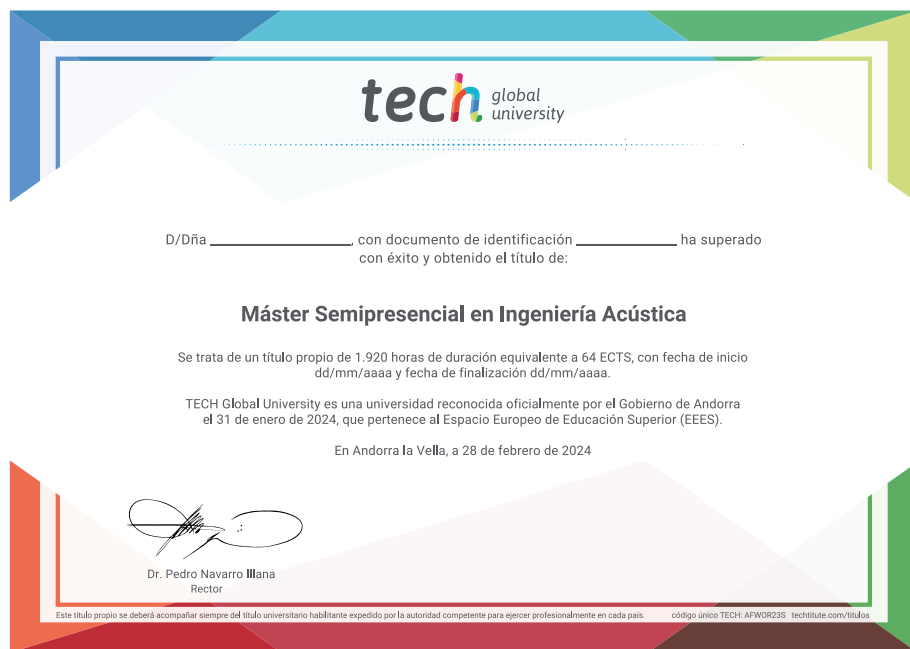 tech global university
D/Dña ______________, con documento de identificación __________ ha superado
con éxito y obtenido el título de:
Máster Semipresencial en Ingeniería Acústica
Se trata de un título propio de 1.920 horas de duración equivalente a 64 ECTS, con fecha de inicio
dd/mm/aaaa y fecha de finalización dd/mm/aaaa.
TECH Global University es una universidad reconocida oficialmente por el Gobierno de Andorra
el 31 de enero de 2024, que pertenece al Espacio Europeo de Educación Superior (EEES).
En Andorra la Vella, a 28 de febrero de 2024
Dr. Pedro Navarro Illana
Rector
Este título propio se deberá acompañar siempre del título universitario habilitante expedido por la autoridad competente para ejercer profesionalmente en cada país. código único TECH: AFWOR23S techtitute.com/titulos